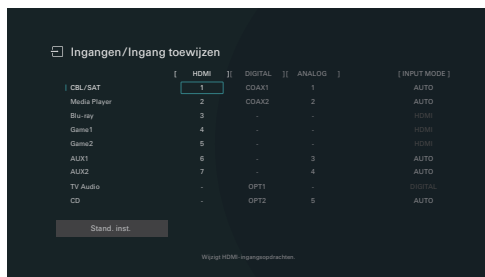 Ingangen/Ingang toewijzen
[ HDMI ][ DIGITAL ][ ANALOG ] [ INPUT MODE ]
CBL/SAT 1 COAX1 1 AUTO
Media Player 2 COAX2 2 AUTO
Blu-ray 3 - - HDMI
Game1 4 - - HDMI
Game2 5 - - HDMI
AUX1 6 - 3 AUTO
AUX2 7 - 4 AUTO
TV Audio - OPT1 - DIGITAL
CD - OPT2 5 AUTO
Stand. inst.
Wijzigt HDMI-ingangsopdrachten.